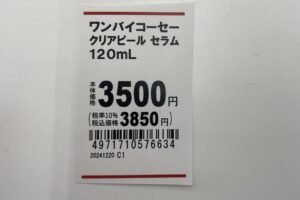 ワンバイコーセー
クリアピール セラム
120mL
本体価格 3500円
(税率10% 税込価格 3850円)
4971710576634
20241220 C1